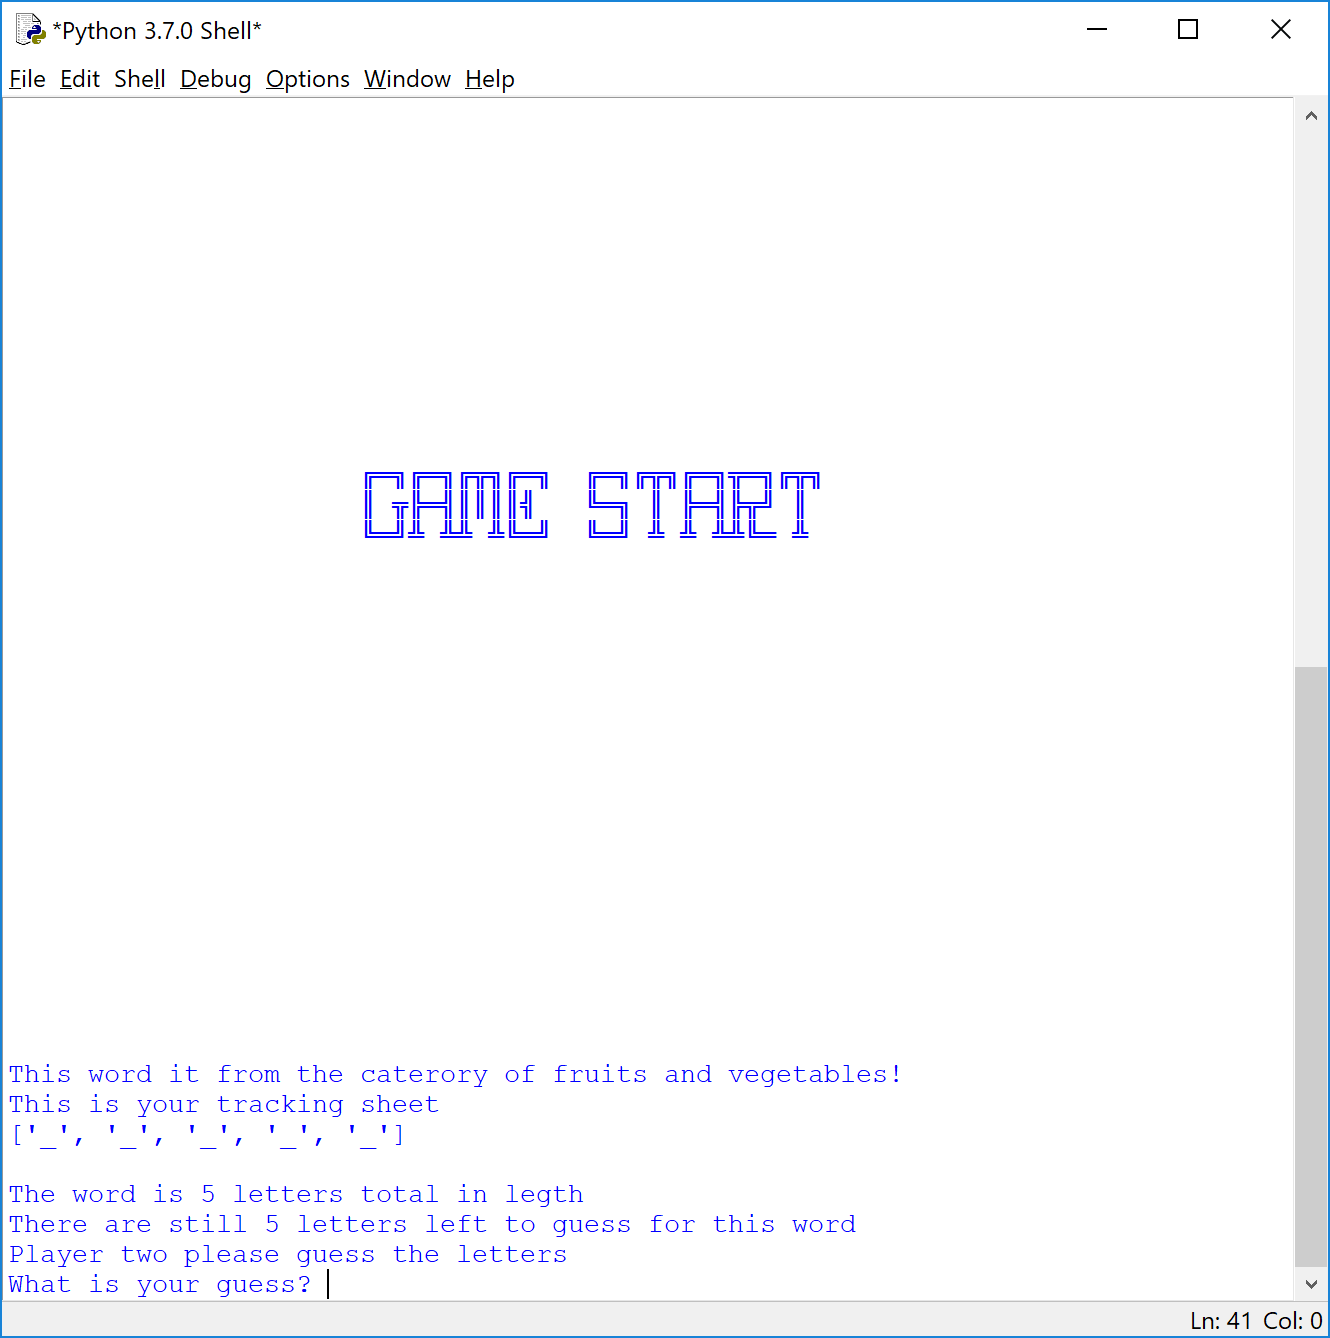 *Python 3.7.0 Shell*
File Edit Shell Debug Options Window Help
GAME START
This word it from the caterory of fruits and vegetables!
This is your tracking sheet
['_', '_', '_', '_', '_']
The word is 5 letters total in legth
There are still 5 letters left to guess for this word
Player two please guess the letters
What is your guess?
Ln: 41 Col: 0